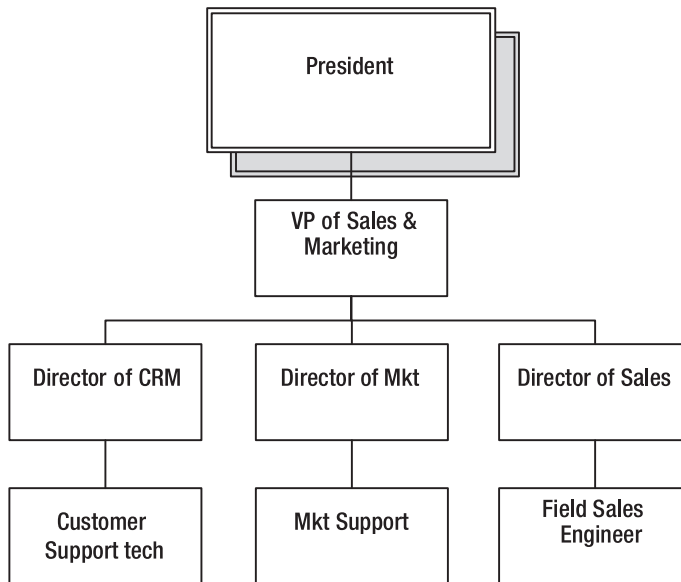 President
VP of Sales &
Marketing
Director of CRM
Director of Mkt
Director of Sales
Customer
Support tech
Mkt Support
Field Sales
Engineer